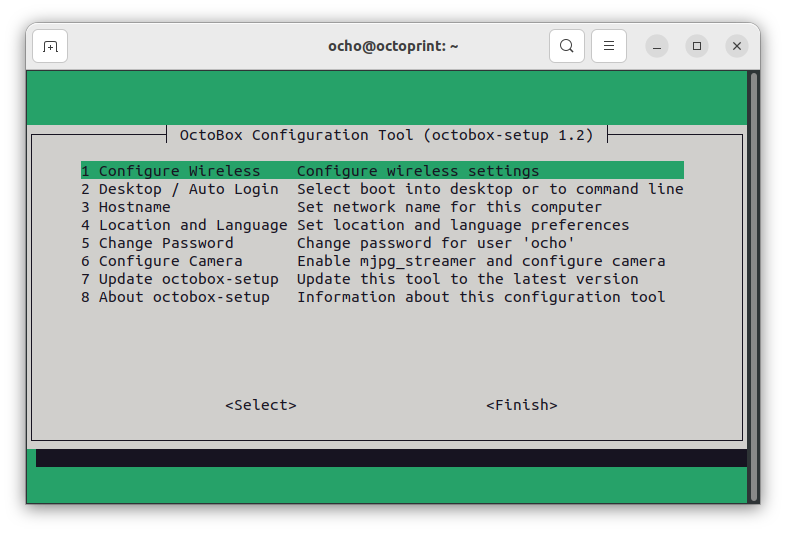 ocho@octoprint: ~
OctoBox Configuration Tool (octobox-setup 1.2)
1 Configure Wireless    Configure wireless settings
2 Desktop / Auto Login  Select boot into desktop or to command line
3 Hostname              Set network name for this computer
4 Location and Language Set location and language preferences
5 Change Password       Change password for user 'ocho'
6 Configure Camera      Enable mjpg_streamer and configure camera
7 Update octobox-setup  Update this tool to the latest version
8 About octobox-setup   Information about this configuration tool
<Select>                     <Finish>